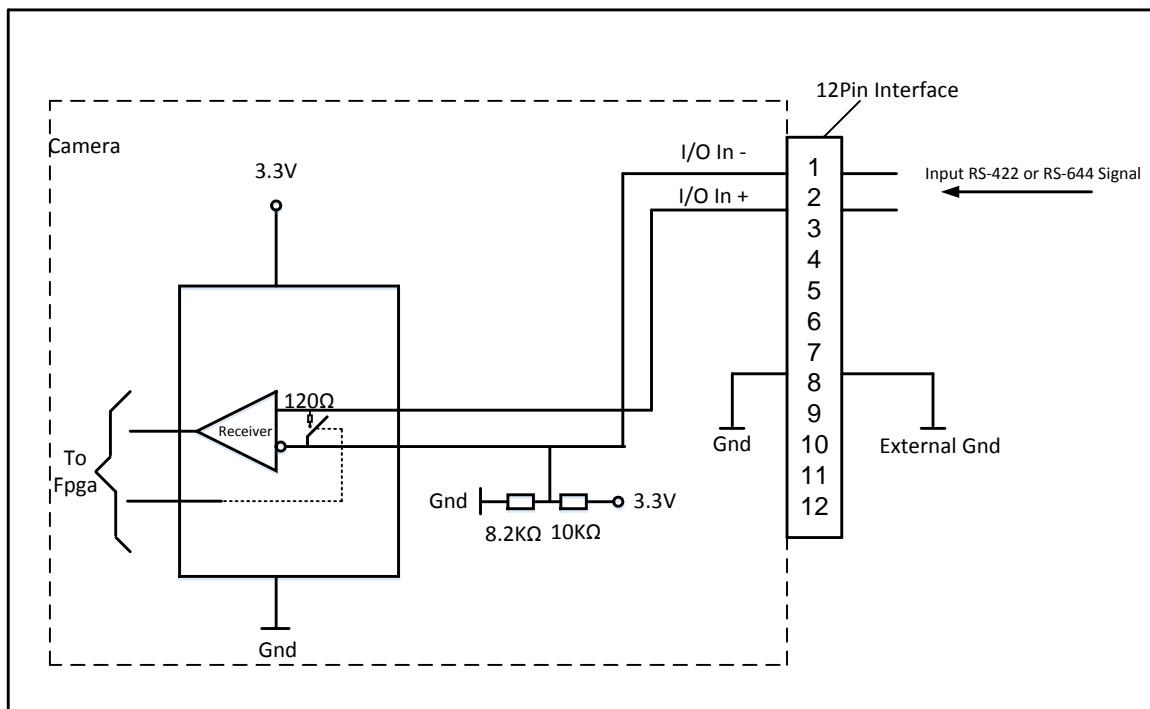 12Pin Interface
Camera
I/O In -
I/O In +
Input RS-422 or RS-644 Signal
3.3V
1
2
3
4
5
6
7
8
9
10
11
12
120Ω
Receiver
To
Fpga
Gnd
External Gnd
Gnd
3.3V
8.2KΩ
10KΩ
Gnd